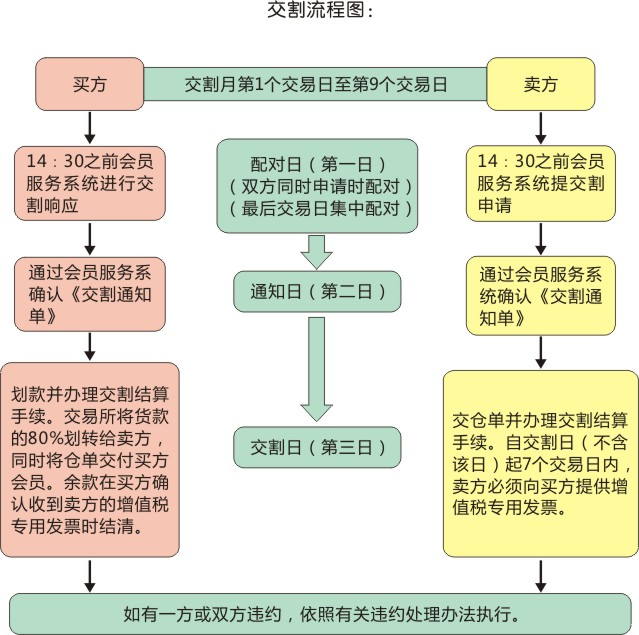 交割流程图：
买方
交割月第1个交易日至第9个交易日
卖方
14：30之前会员
服务系统进行交
割响应
配对日（第一日）
（双方同时申请时配对）
（最后交易日集中配对）
14：30之前会员
服务系统提交割
申请
通过会员服务系
确认《交割通知
单》
通知日（第二日）
通过会员服务系
统确认《交割通
知单》
划款并办理交割结算
手续。交易所将货款
的80%划转给卖方，
同时将仓单交付买方
会员。余款在买方确
认收到卖方的增值税
专用发票时结清。
交割日（第三日）
交仓单并办理交割结算
手续。自交割日（不含
该日）起7个交易日内，
卖方必须向买方提供增
值税专用发票。
如有一方或双方违约，依照有关违约处理办法执行。